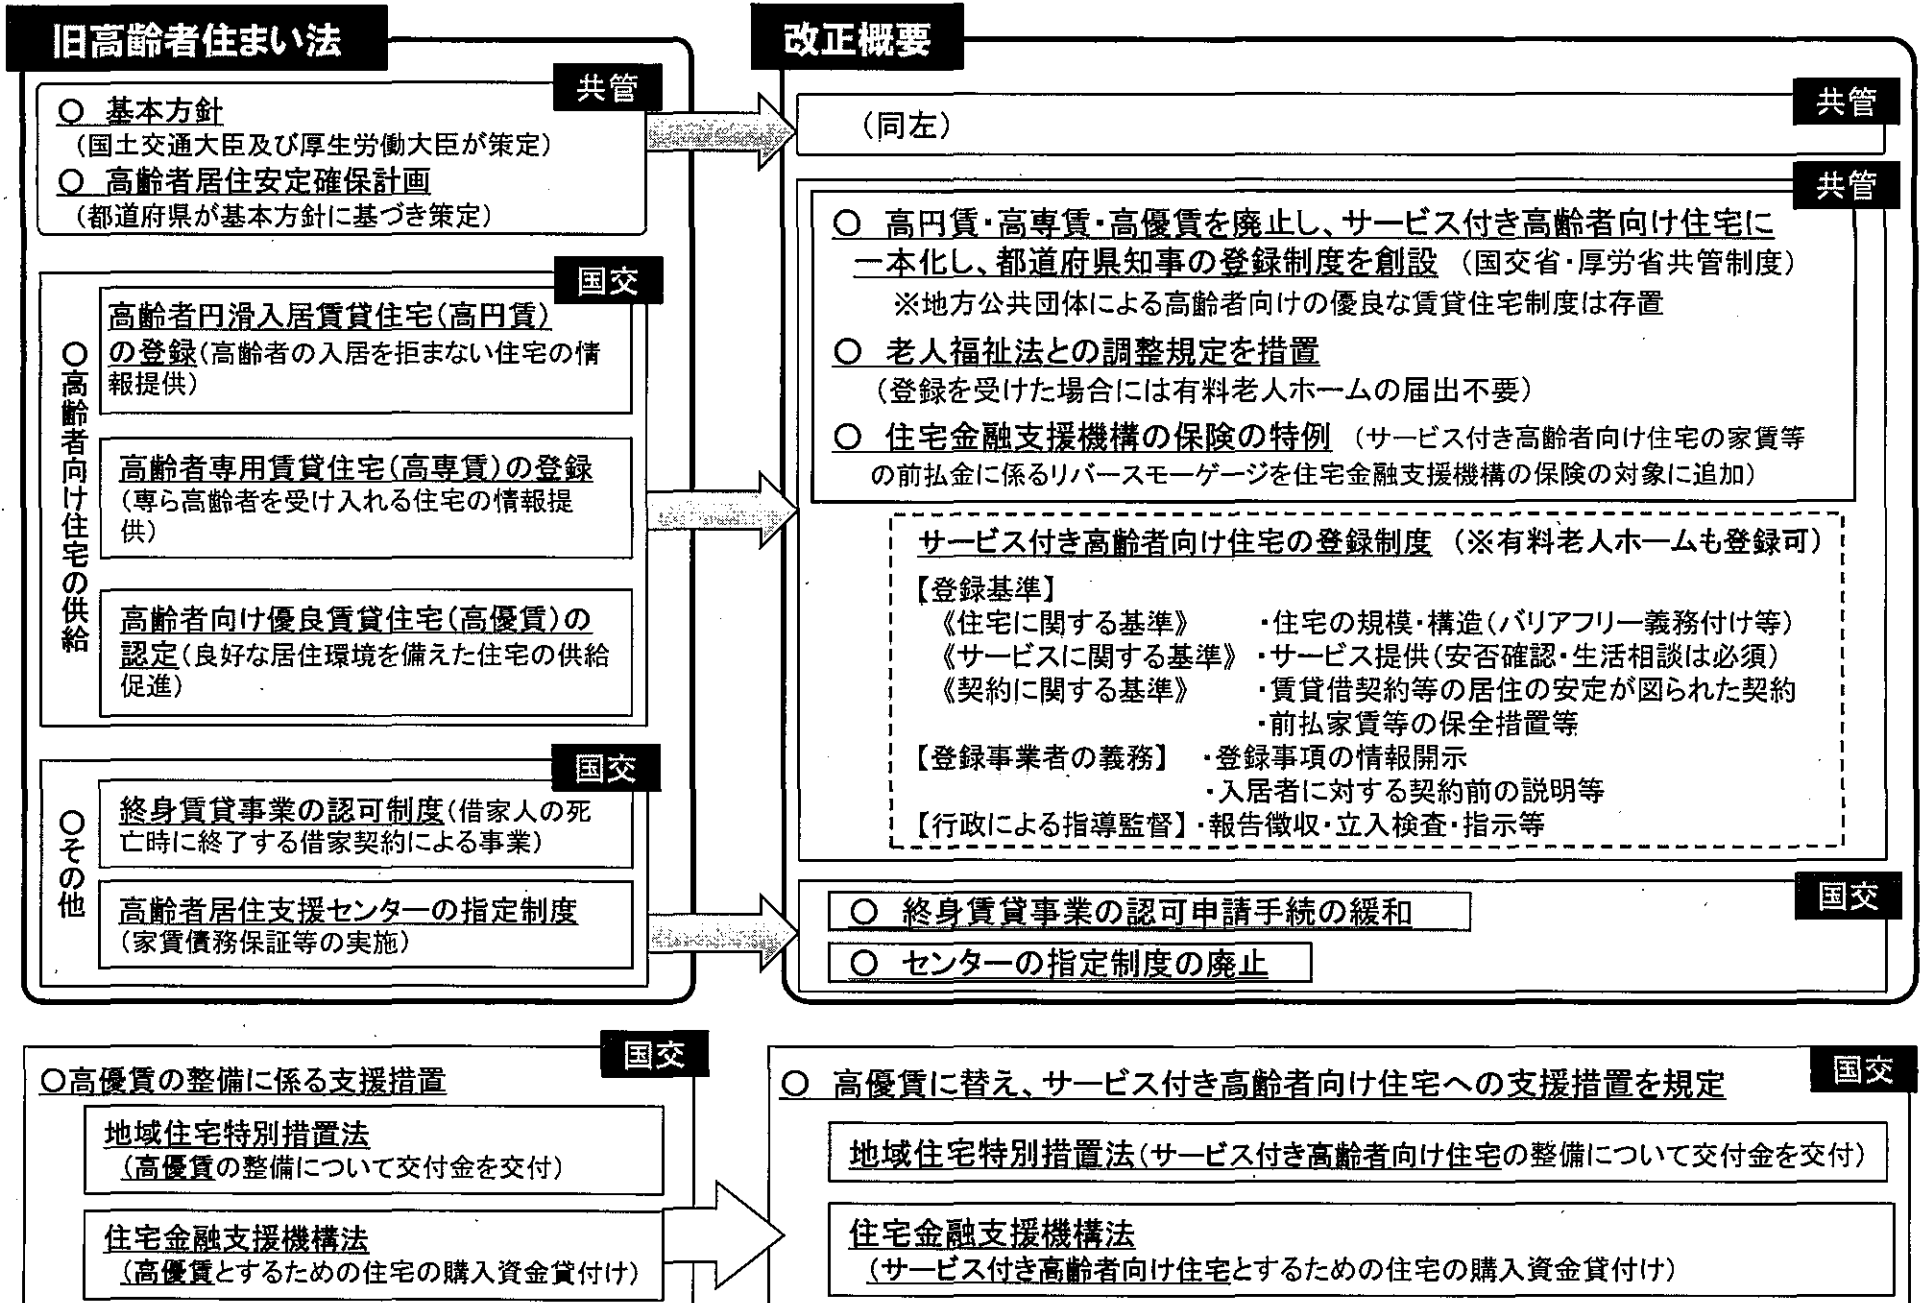 旧高齢者住まい法
共管
○ 基本方針
(国土交通大臣及び厚生労働大臣が策定)
○ 高齢者居住安定確保計画
(都道府県が基本方針に基づき策定)
国交
○高齢者向け住宅の供給
高齢者円滑入居賃貸住宅(高円賃)
の登録(高齢者の入居を拒まない住宅の情
報提供)
高齢者専用賃貸住宅(高専賃)の登録
(専ら高齢者を受け入れる住宅の情報提
供)
高齢者向け優良賃貸住宅(高優賃)の
認定(良好な居住環境を備えた住宅の供給
促進)
国交
○その他
終身賃貸事業の認可制度(借家人の死
亡時に終了する借家契約による事業)
高齢者居住支援センターの指定制度
(家賃債務保証等の実施)
改正概要
共管
(同左)
共管
○ 高円賃・高専賃・高優賃を廃止し、サービス付き高齢者向け住宅に
一本化し、都道府県知事の登録制度を創設 (国交省・厚労省共管制度)
※地方公共団体による高齢者向けの優良な賃貸住宅制度は存置
○ 老人福祉法との調整規定を措置
(登録を受けた場合には有料老人ホームの届出不要)
○ 住宅金融支援機構の保険の特例 (サービス付き高齢者向け住宅の家賃等
の前払金に係るリバースモーゲージを住宅金融支援機構の保険の対象に追加)
サービス付き高齢者向け住宅の登録制度 (※有料老人ホームも登録可)
【登録基準】
《住宅に関する基準》 ・住宅の規模・構造(バリアフリー義務付け等)
《サービスに関する基準》 ・サービス提供(安否確認・生活相談は必須)
《契約に関する基準》 ・賃貸借契約等の居住の安定が図られた契約
・前払家賃等の保全措置等
【登録事業者の義務】 ・登録事項の情報開示
・入居者に対する契約前の説明等
【行政による指導監督】・報告徴収・立入検査・指示等
国交
○ 終身賃貸事業の認可申請手続の緩和
○ センターの指定制度の廃止
国交
○高優賃の整備に係る支援措置
地域住宅特別措置法
(高優賃の整備について交付金を交付)
住宅金融支援機構法
(高優賃とするための住宅の購入資金貸付け)
国交
○ 高優賃に替え、サービス付き高齢者向け住宅への支援措置を規定
地域住宅特別措置法(サービス付き高齢者向け住宅の整備について交付金を交付)
住宅金融支援機構法
(サービス付き高齢者向け住宅とするための住宅の購入資金貸付け)